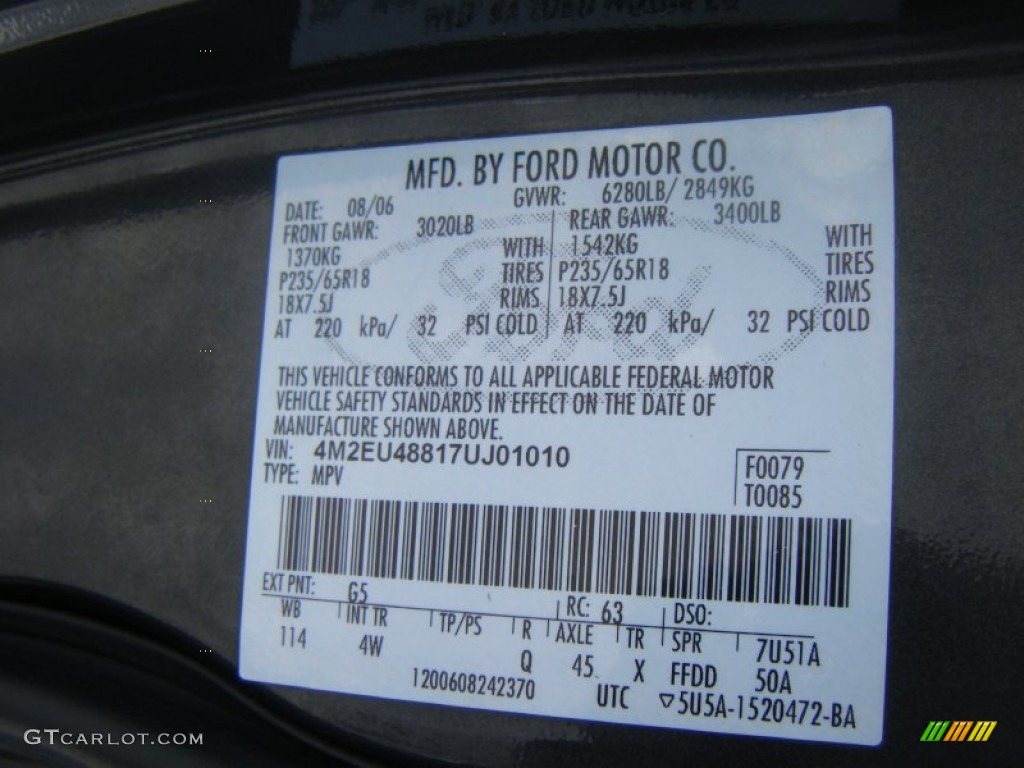 MFD. BY FORD MOTOR CO.
DATE: 08/06 GVWR: 6280LB/ 2849KG
FRONT GAWR: 3020LB REAR GAWR: 3400LB
1370KG WITH 1542KG WITH
P235/65R18 TIRES P235/65R18 TIRES
18X7.5J RIMS 18X7.5J RIMS
AT 220 kPa/ 32 PSI COLD AT 220 kPa/ 32 PSI COLD
Ford
THIS VEHICLE CONFORMS TO ALL APPLICABLE FEDERAL MOTOR
VEHICLE SAFETY STANDARDS IN EFFECT ON THE DATE OF
MANUFACTURE SHOWN ABOVE.
VIN: 4M2EU48817UJ01010
TYPE: MPV
F0079
T0085
EXT PNT: G5 RC: 63 DSO:
WB INT TR TP/PS R AXLE TR SPR 7U51A
114 4W Q 45 X FFDD 50A
1200608242370 UTC ▽5U5A-1520472-BA
GTCARLOT.COM